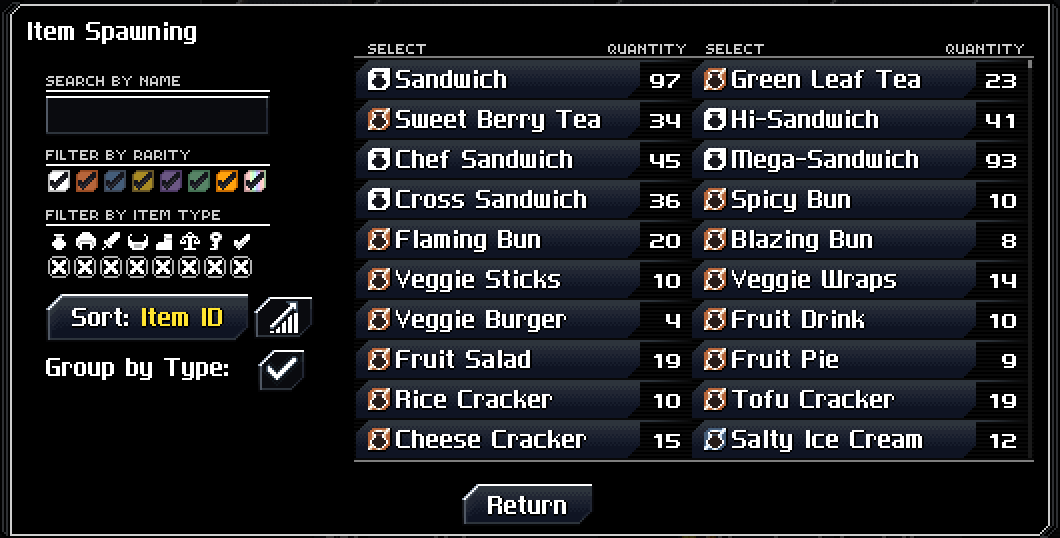 Item Spawning
SEARCH BY NAME
FILTER BY RARITY
FILTER BY ITEM TYPE
Sort: Item ID
Group by Type:
SELECT QUANTITY SELECT QUANTITY
Sandwich 97 Green Leaf Tea 23
Sweet Berry Tea 34 Hi-Sandwich 41
Chef Sandwich 45 Mega-Sandwich 93
Cross Sandwich 36 Spicy Bun 10
Flaming Bun 20 Blazing Bun 8
Veggie Sticks 10 Veggie Wraps 14
Veggie Burger 4 Fruit Drink 10
Fruit Salad 19 Fruit Pie 9
Rice Cracker 10 Tofu Cracker 19
Cheese Cracker 15 Salty Ice Cream 12
Return